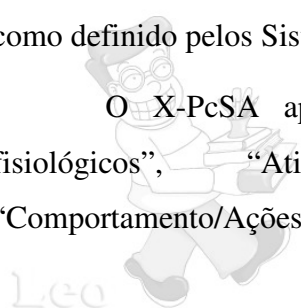 como definido pelos Sis
O X-PcSA ap
fisiológicos”, “Ati
“Comportamento/Ações
Leo